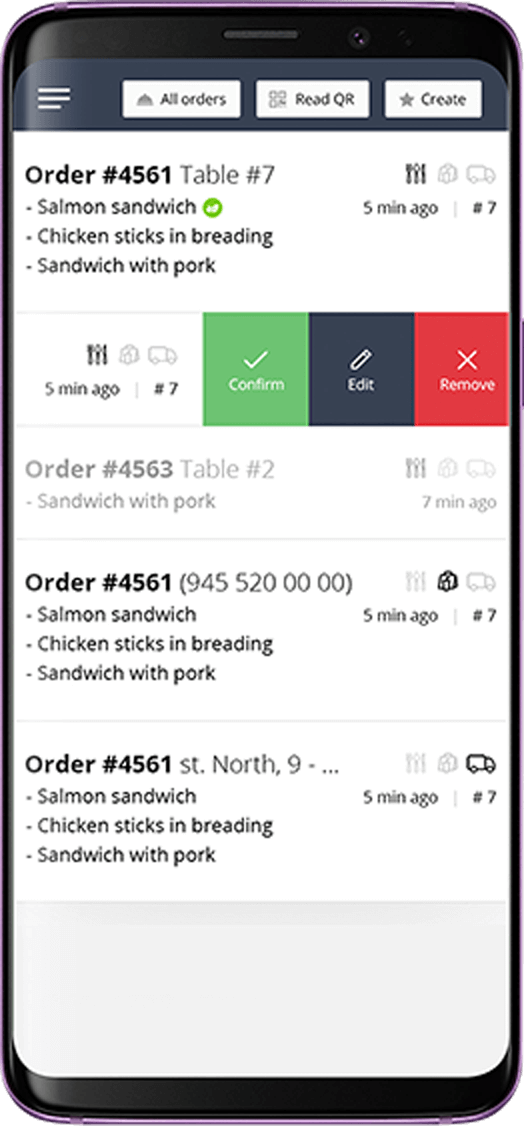 All orders Read QR Create
Order #4561 Table #7
- Salmon sandwich 5 min ago | # 7
- Chicken sticks in breading
- Sandwich with pork
5 min ago | # 7 Confirm Edit Remove
Order #4563 Table #2
- Sandwich with pork 7 min ago
Order #4561 (945 520 00 00)
- Salmon sandwich 5 min ago | # 7
- Chicken sticks in breading
- Sandwich with pork
Order #4561 st. North, 9 - ...
- Salmon sandwich 5 min ago | # 7
- Chicken sticks in breading
- Sandwich with pork